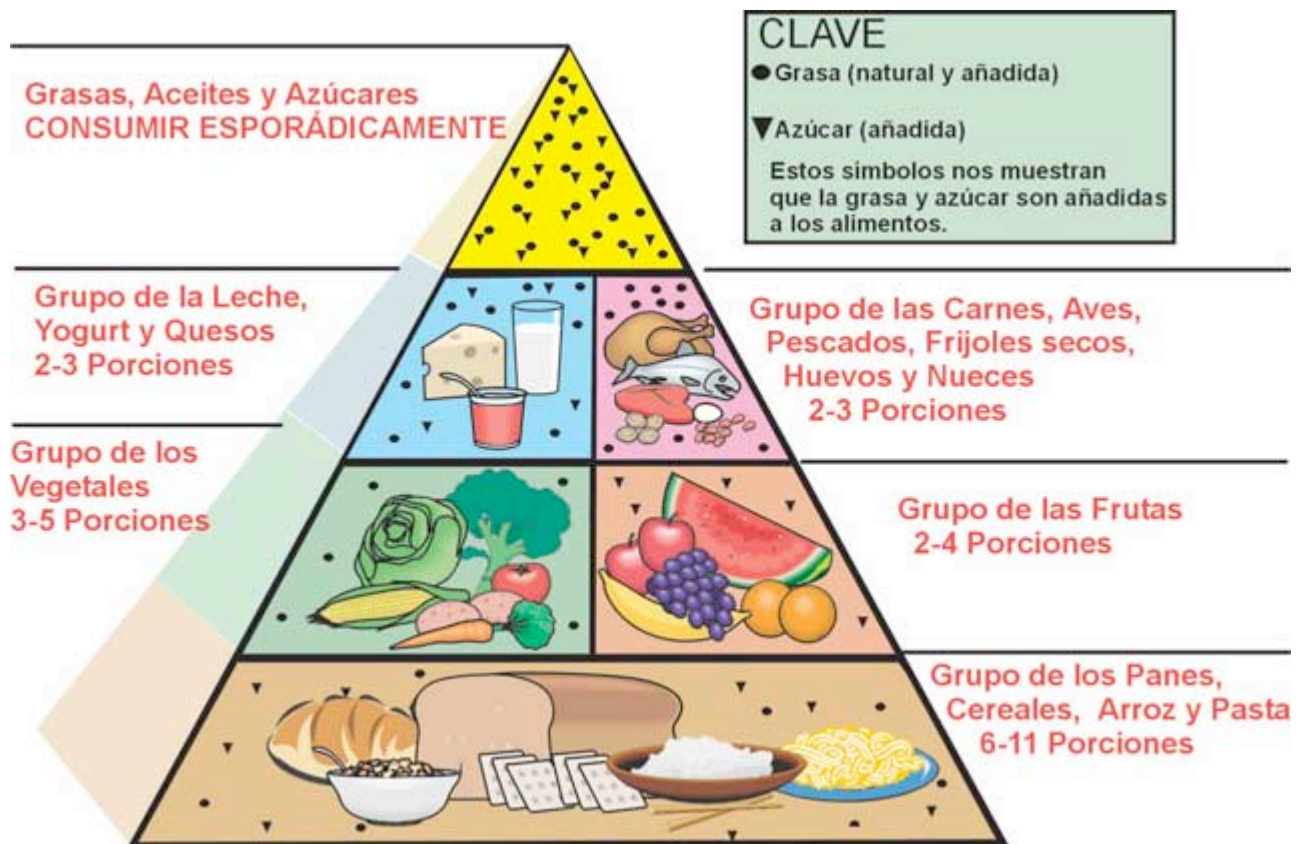 CLAVE
Grasa (natural y añadida)
Azúcar (añadida)
Estos símbolos nos muestran
que la grasa y azúcar son añadidas
a los alimentos.
Grasas, Aceites y Azúcares
CONSUMIR ESPORÁDICAMENTE
Grupo de la Leche,
Yogurt y Quesos
2-3 Porciones
Grupo de las Carnes, Aves,
Pescados, Frijoles secos,
Huevos y Nueces
2-3 Porciones
Grupo de los
Vegetales
3-5 Porciones
Grupo de las Frutas
2-4 Porciones
Grupo de los Panes,
Cereales, Arroz y Pasta
6-11 Porciones